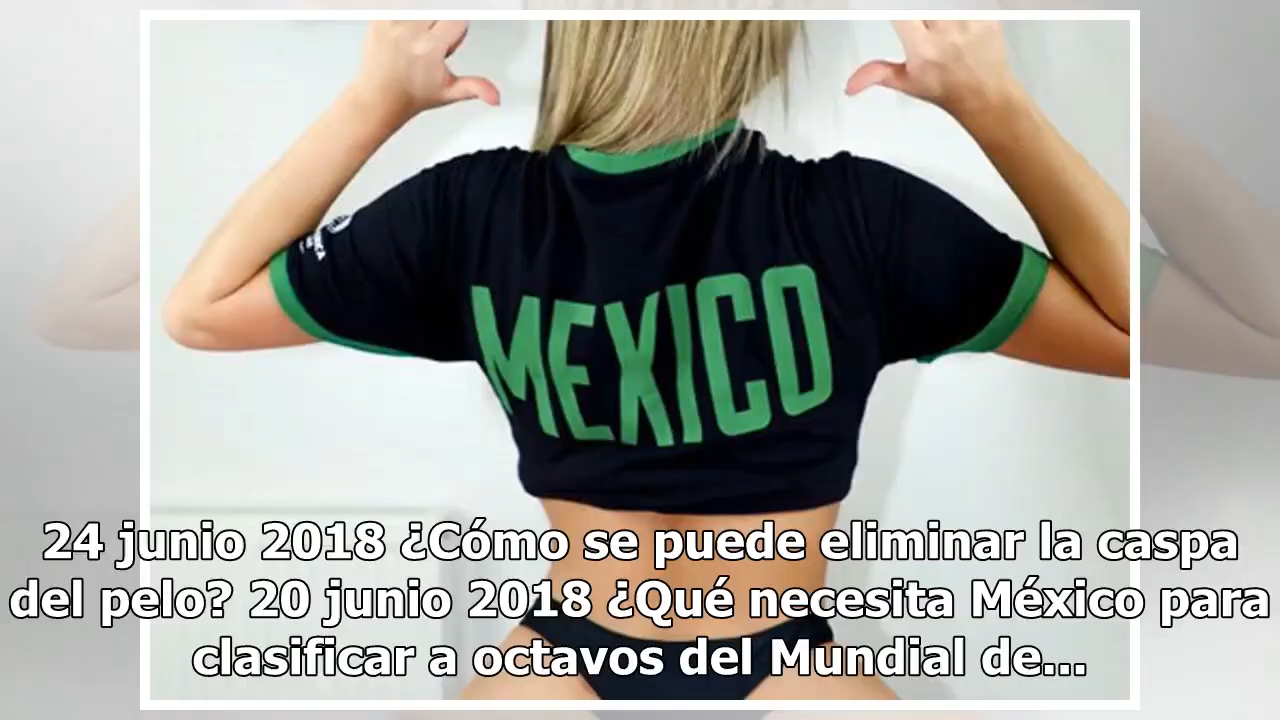 MEXICO
24 junio 2018 ¿Cómo se puede eliminar la caspa
del pelo? 20 junio 2018 ¿Qué necesita México para
clasificar a octavos del Mundial de...